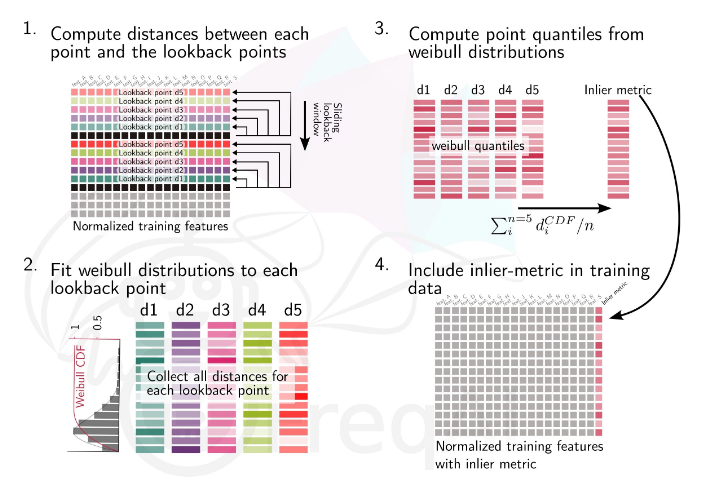 1. Compute distances between each
point and the lookback points
Lookback point d5
Lookback point d4
Lookback point d3
Lookback point d2
Lookback point d1
Lookback point d5
Lookback point d4
Lookback point d3
Lookback point d2
Lookback point d1
Sliding
lookback
window
Normalized training features
2. Fit weibull distributions to each
lookback point
d1 d2 d3 d4 d5
1 0.5
Weibull CDF
Collect all distances for
each lookback point
3. Compute point quantiles from
weibull distributions
d1 d2 d3 d4 d5
Inlier metric
weibull quantiles
∑_i^{n=5} d_i^{CDF}/n
4. Include inlier-metric in training
data
Inlier metric
Normalized training features
with inlier metric
req